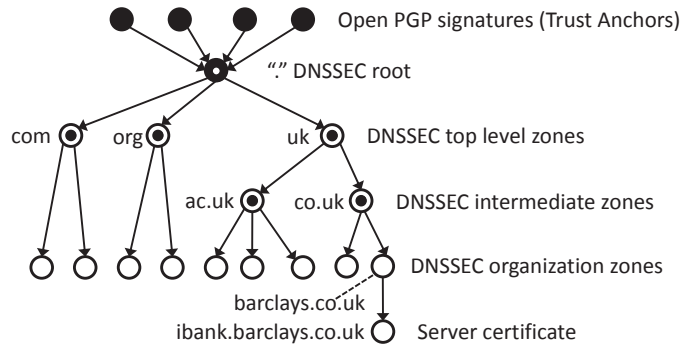 Open PGP signatures (Trust Anchors)
“.” DNSSEC root
com org uk DNSSEC top level zones
ac.uk co.uk DNSSEC intermediate zones
DNSSEC organization zones
barclays.co.uk
ibank.barclays.co.uk Server certificate